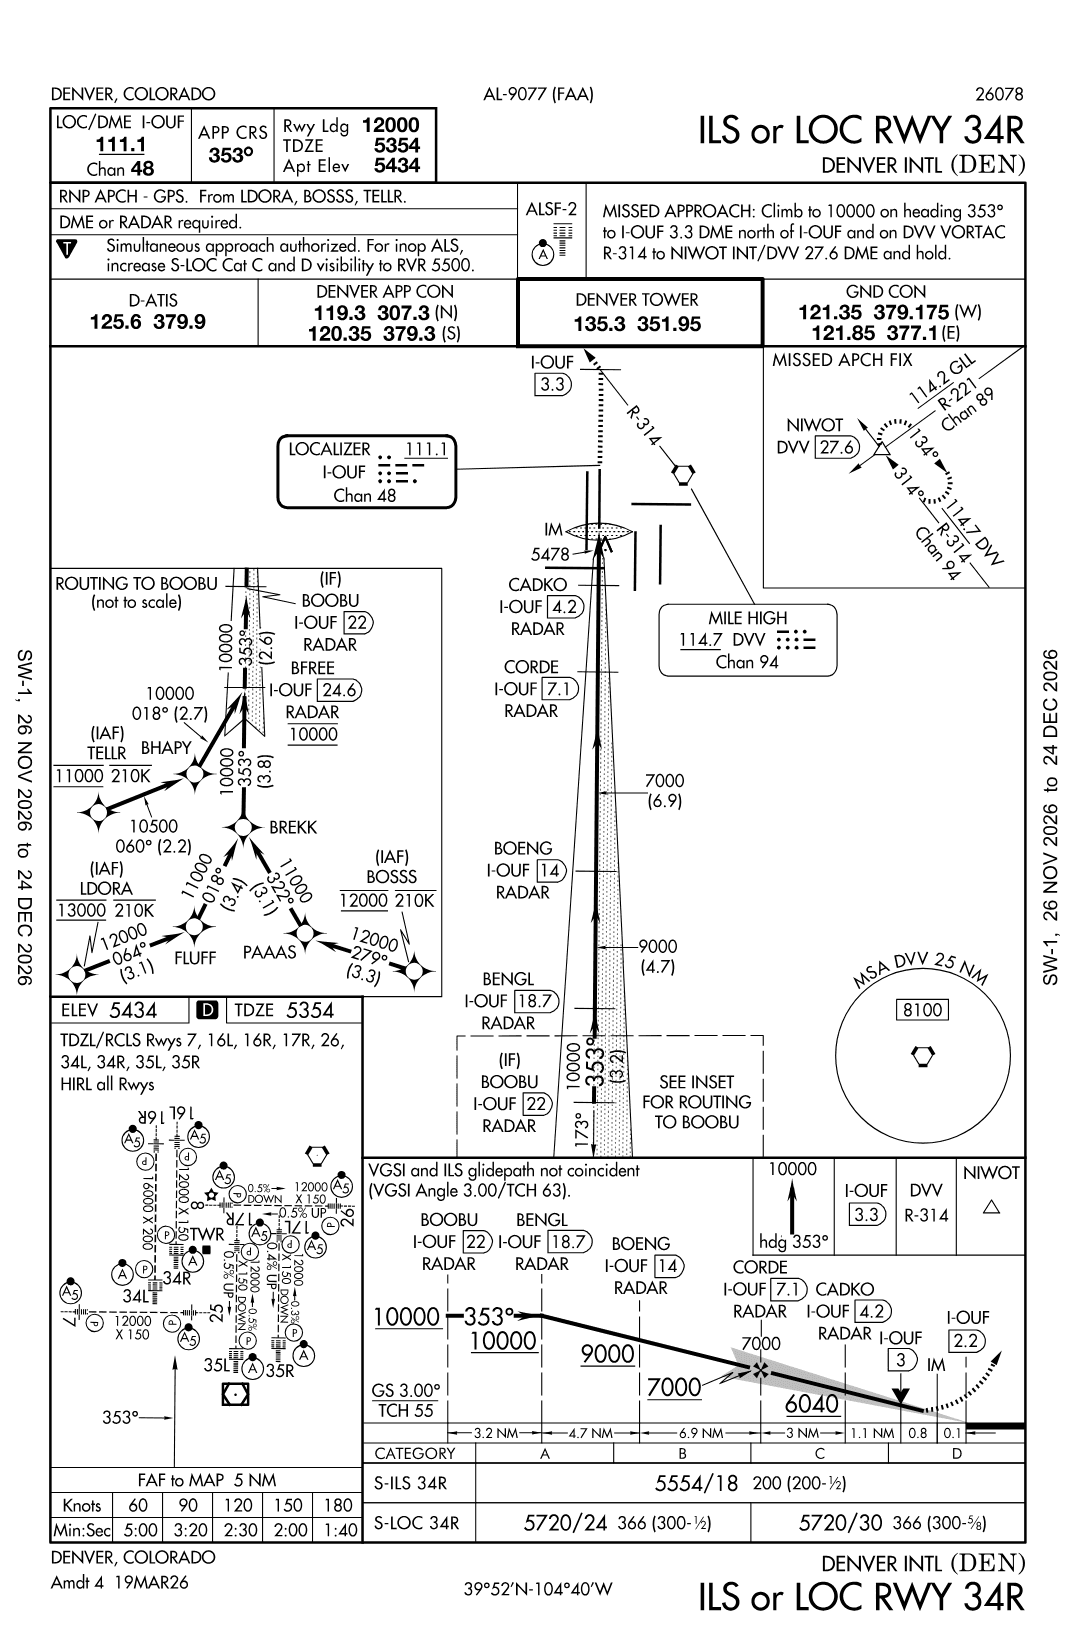 DENVER, COLORADO
AL-9077 (FAA)
26078
LOC/DME I-OUF
111.1
Chan 48
APP CRS
353°
Rwy Ldg 12000
TDZE 5354
Apt Elev 5434
ILS or LOC RWY 34R
DENVER INTL (DEN)
RNP APCH - GPS. From LDORA, BOSSS, TELLR.
DME or RADAR required.
T
Simultaneous approach authorized. For inop ALS,
increase S-LOC Cat C and D visibility to RVR 5500.
ALSF-2
A
MISSED APPROACH: Climb to 10000 on heading 353°
to I-OUF 3.3 DME north of I-OUF and on DVV VORTAC
R-314 to NIWOT INT/DVV 27.6 DME and hold.
D-ATIS
125.6 379.9
DENVER APP CON
119.3 307.3 (N)
120.35 379.3 (S)
DENVER TOWER
135.3 351.95
GND CON
121.35 379.175 (W)
121.85 377.1 (E)
I-OUF
3.3
R-314
LOCALIZER 111.1
I-OUF
Chan 48
IM
5478
CADKO
I-OUF 4.2
RADAR
CORDE
I-OUF 7.1
RADAR
7000
(6.9)
BOENG
I-OUF 14
RADAR
9000
(4.7)
BENGL
I-OUF 18.7
RADAR
(IF)
BOOBU
I-OUF 22
RADAR
10000
353°
(3.2)
173°
SEE INSET
FOR ROUTING
TO BOOBU
MILE HIGH
114.7 DVV
Chan 94
MISSED APCH FIX
114.2 GLL
R-221
Chan 89
NIWOT
DVV 27.6
134°
314°
114.7 DVV
R-314
Chan 94
MSA DVV 25 NM
8100
ROUTING TO BOOBU
(not to scale)
(IF)
BOOBU
I-OUF 22
RADAR
10000
353°
(2.6)
BFREE
I-OUF 24.6
RADAR
10000
10000
018° (2.7)
(IAF)
TELLR
11000 210K
BHAPY
10500
060° (2.2)
10000
353°
(3.8)
BREKK
(IAF)
LDORA
13000 210K
12000
064°
(3.1)
FLUFF
11000
018°
(3.4)
11000
322°
(3.1)
PAAAS
(IAF)
BOSSS
12000 210K
12000
279°
(3.3)
SW-1, 26 NOV 2026 to 24 DEC 2026
SW-1, 26 NOV 2026 to 24 DEC 2026
ELEV 5434
D
TDZE 5354
TDZL/RCLS Rwys 7, 16L, 16R, 17R, 26,
34L, 34R, 35L, 35R
HIRL all Rwys
16R
16L
A5
A5
P
P
16000 X 200
12000 X 150
8
TWR
A5
P
0.5%
DOWN
12000
X 150
A5
0.5% UP
26
P
17R
17L
A5
A5
P
P
0.5% UP
12000
X 150
DOWN
0.5%
0.4% UP
12000
X 150
DOWN
0.3%
P
A
34R
A
P
34L
A5
7
P
12000
X 150
P
A5
25
P
P
35L
A
35R
A
353°
FAF to MAP 5 NM
Knots 60 90 120 150 180
Min:Sec 5:00 3:20 2:30 2:00 1:40
VGSI and ILS glidepath not coincident
(VGSI Angle 3.00/TCH 63).
10000
hdg 353°
I-OUF
3.3
DVV
R-314
NIWOT
BOOBU
I-OUF 22
RADAR
BENGL
I-OUF 18.7
RADAR
BOENG
I-OUF 14
RADAR
CORDE
I-OUF 7.1
RADAR
CADKO
I-OUF 4.2
RADAR
I-OUF
3
IM
I-OUF
2.2
10000
353°
10000
9000
7000
7000
6040
GS 3.00°
TCH 55
3.2 NM 4.7 NM 6.9 NM 3 NM 1.1 NM 0.8 0.1
CATEGORY A B C D
S-ILS 34R 5554/18 200 (200-½)
S-LOC 34R 5720/24 366 (300-½) 5720/30 366 (300-⅝)
DENVER, COLORADO
Amdt 4 19MAR26
39°52'N-104°40'W
DENVER INTL (DEN)
ILS or LOC RWY 34R